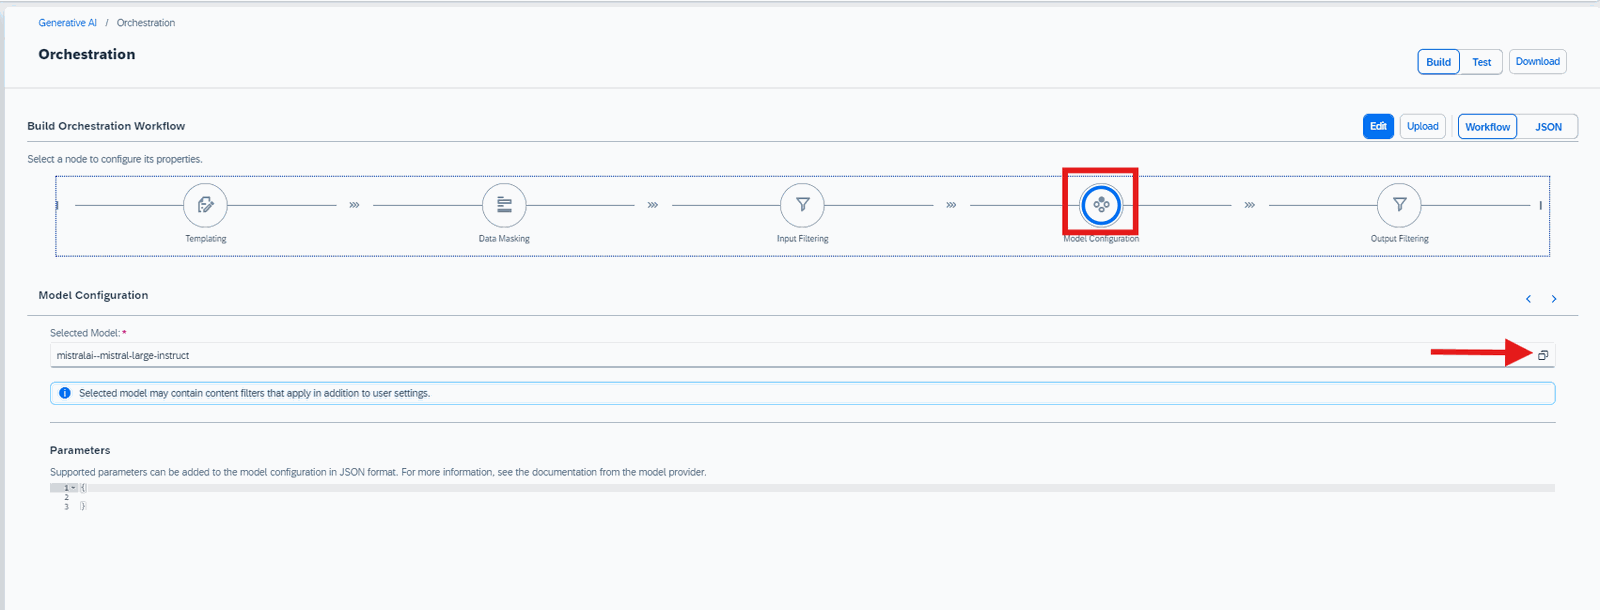 Generative AI / Orchestration
Orchestration
Build Test Download
Build Orchestration Workflow
Edit Upload Workflow JSON
Select a node to configure its properties.
Templating Data Masking Input Filtering Model Configuration Output Filtering
Model Configuration
Selected Model: *
mistralai--mistral-large-instruct
Selected model may contain content filters that apply in addition to user settings.
Parameters
Supported parameters can be added to the model configuration in JSON format. For more information, see the documentation from the model provider.
1 {
2
3 }